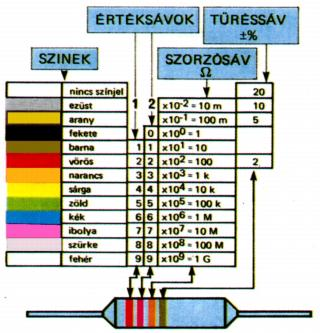 ÉRTÉKSÁVOK
TŰRÉSSÁV
±%
SZINEK
SZORZÓSÁV
Ω
nincs színjel 20
ezüst 1 2 x10-2 = 10 m 10
arany x10-1 = 100 m 5
fekete 0 x100 = 1
barna 1 1 x101 = 10
vörös 2 2 x102 = 100 2
narancs 3 3 x103 = 1 k
sárga 4 4 x104 = 10 k
zöld 5 5 x105 = 100 k
kék 6 6 x106 = 1 M
ibolya 7 7 x107 = 10 M
szürke 8 8 x108 = 100 M
fehér 9 9 x109 = 1 G